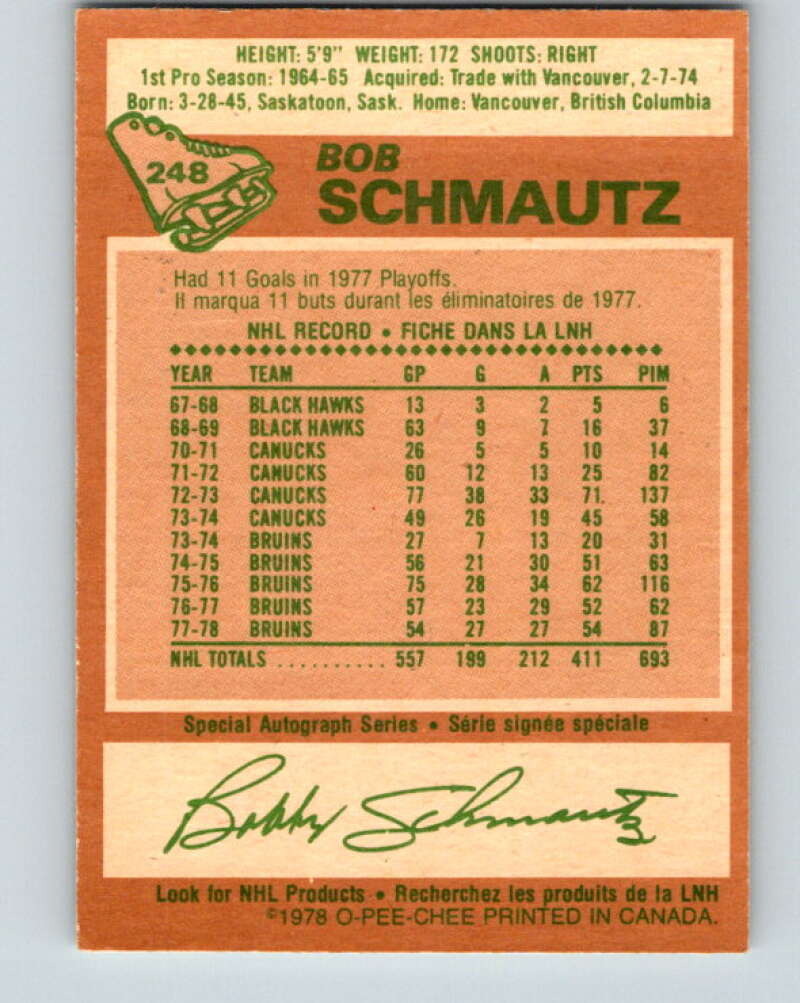 HEIGHT: 5'9" WEIGHT: 172 SHOOTS: RIGHT
1st Pro Season: 1964-65 Acquired: Trade with Vancouver, 2-7-74
Born: 3-28-45, Saskatoon, Sask. Home: Vancouver, British Columbia
248
BOB
SCHMAUTZ
Had 11 Goals in 1977 Playoffs.
Il marqua 11 buts durant les éliminatoires de 1977.
NHL RECORD • FICHE DANS LA LNH
YEAR TEAM GP G A PTS PIM
67-68 BLACK HAWKS 13 3 2 5 6
68-69 BLACK HAWKS 63 9 7 16 37
70-71 CANUCKS 26 5 5 10 14
71-72 CANUCKS 60 12 13 25 82
72-73 CANUCKS 77 38 33 71 137
73-74 CANUCKS 49 26 19 45 58
73-74 BRUINS 27 7 13 20 31
74-75 BRUINS 56 21 30 51 63
75-76 BRUINS 75 28 34 62 116
76-77 BRUINS 57 23 29 52 62
77-78 BRUINS 54 27 27 54 87
NHL TOTALS .......... 557 199 212 411 693
Special Autograph Series • Série signée spéciale
Bobby Schmautz
Look for NHL Products • Recherchez les produits de la LNH
©1978 O-PEE-CHEE PRINTED IN CANADA.